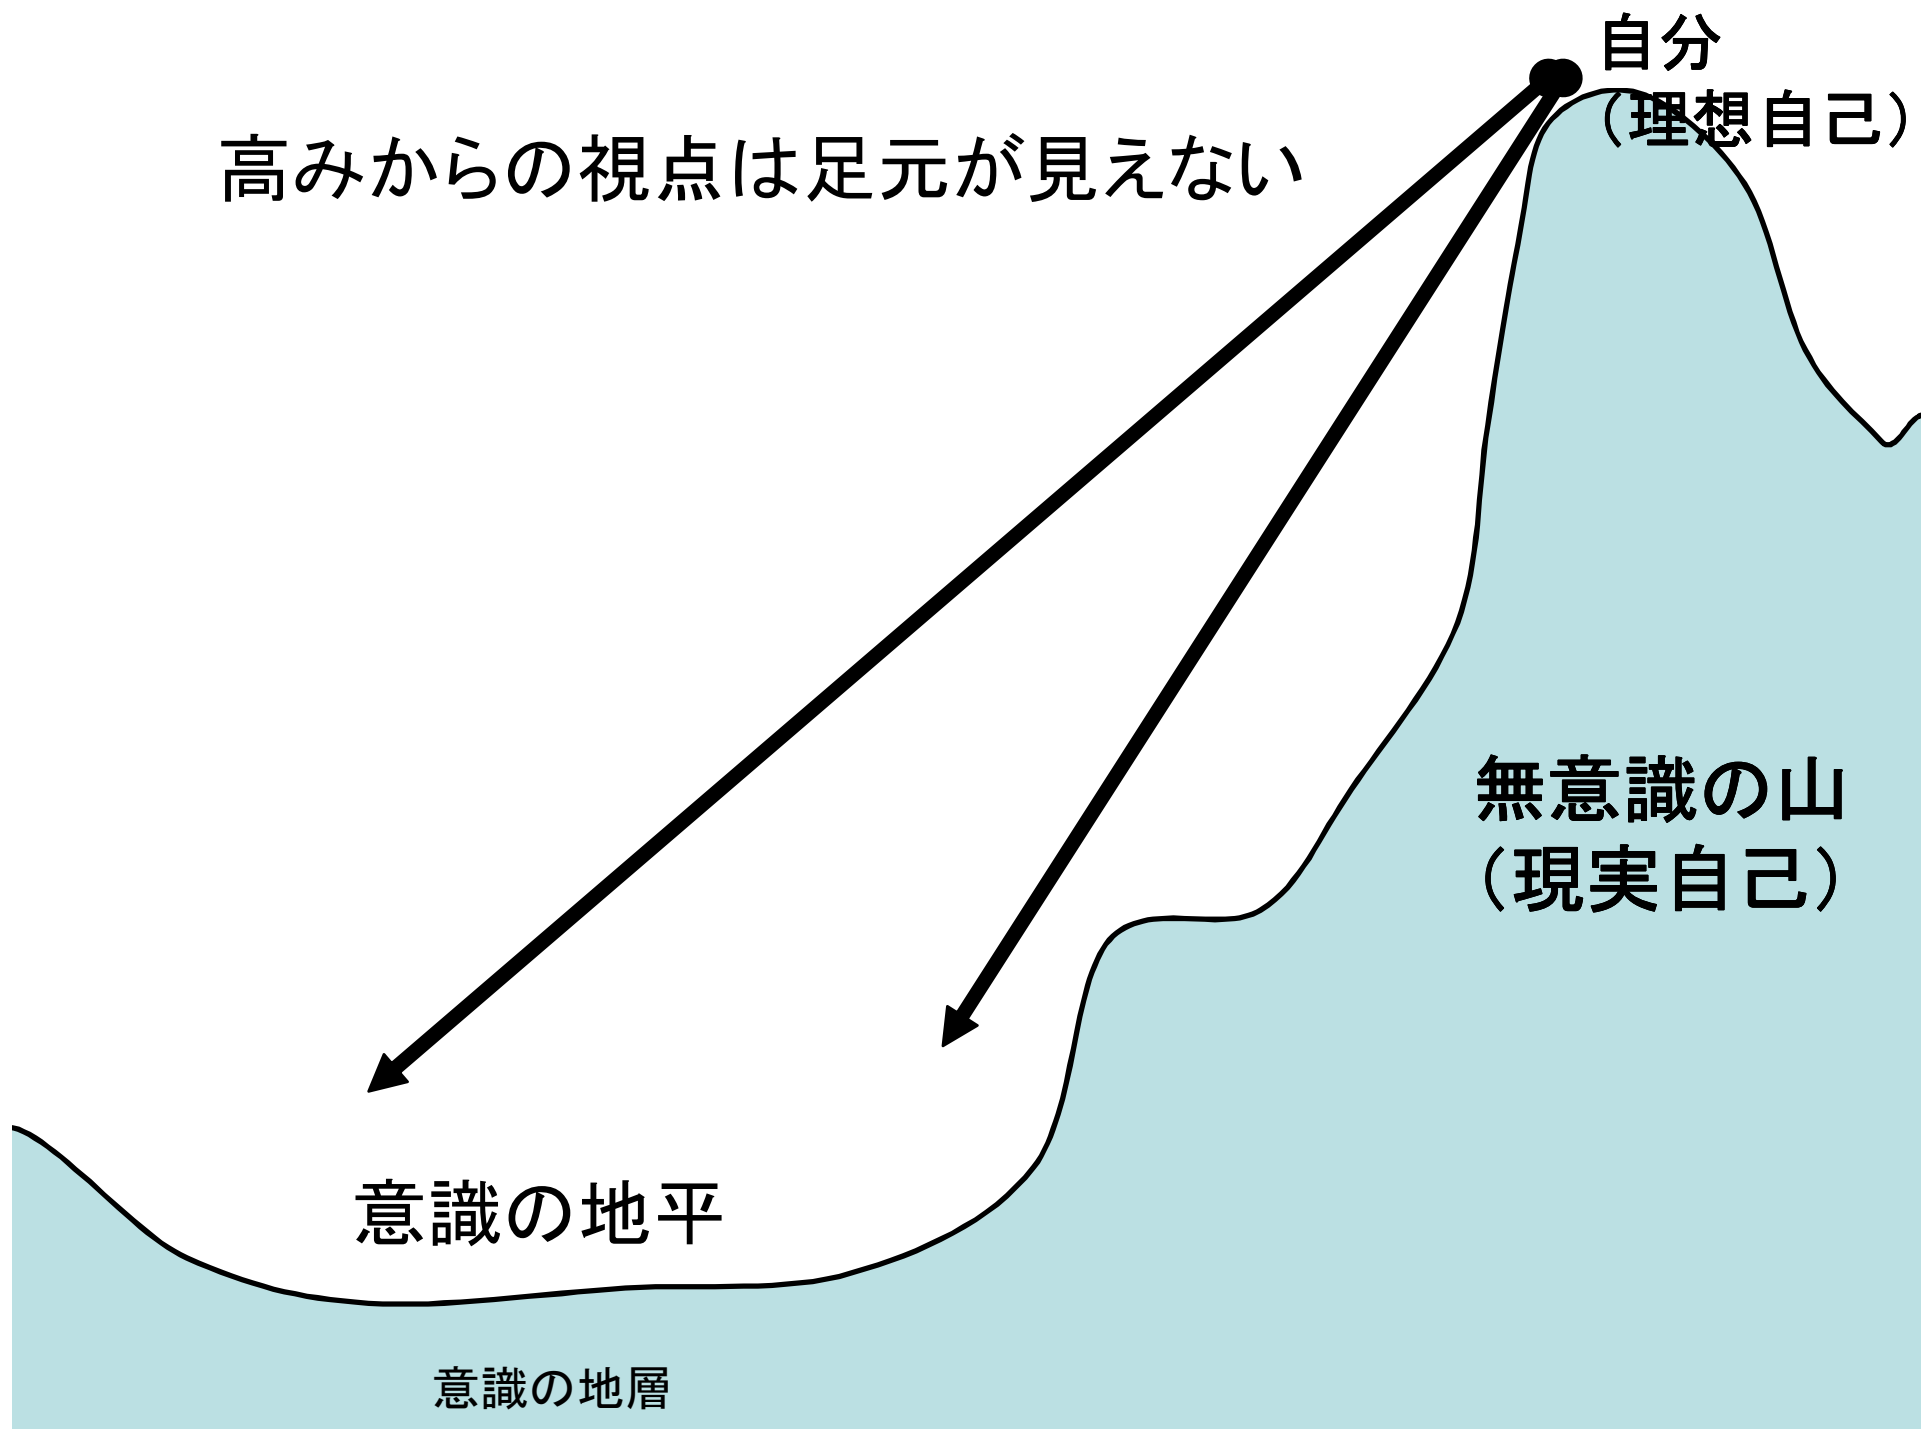 自分
（理想自己）
高みからの視点は足元が見えない
無意識の山
（現実自己）
意識の地平
意識の地層